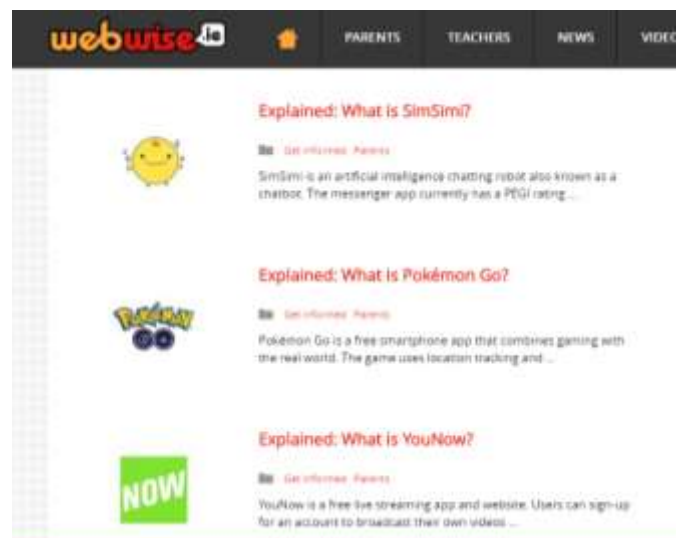 webwise.ie
PARENTS TEACHERS NEWS VIDEO
Explained: What is SimSimi?
Get informed Parents
SimSimi is an artificial intelligence chatting robot also known as a
chatbot. The messenger app currently has a PEGI rating ...
Explained: What is Pokémon Go?
POKÉMON
GO
Get informed Parents
Pokémon Go is a free smartphone app that combines gaming with
the real world. The game uses location tracking and ...
Explained: What is YouNow?
NOW
Get informed Parents
YouNow is a free live streaming app and website. Users can sign-up
for an account to broadcast their own videos ...